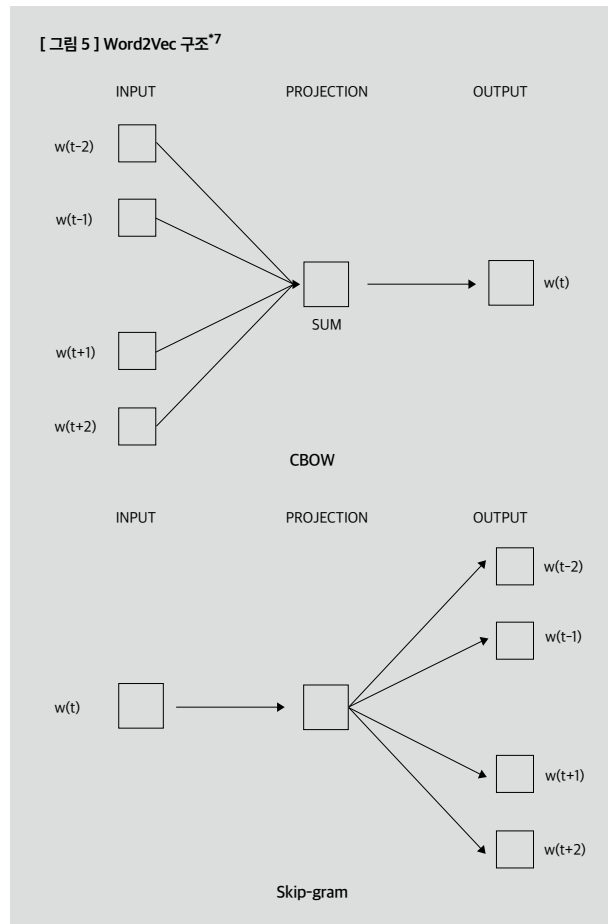 [ 그림 5 ] Word2Vec 구조*7
INPUT PROJECTION OUTPUT
w(t-2)
w(t-1)
w(t)
SUM
w(t+1)
w(t+2)
CBOW
INPUT PROJECTION OUTPUT
w(t-2)
w(t-1)
w(t)
w(t+1)
w(t+2)
Skip-gram